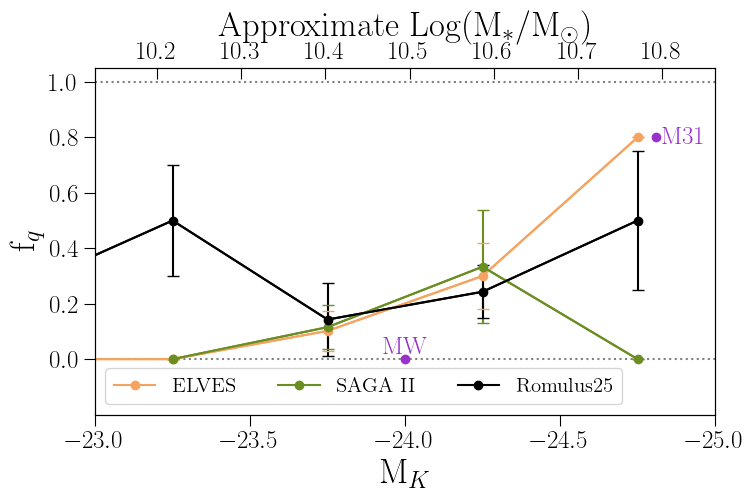 Approximate Log(M*/M⊙)
10.2 10.3 10.4 10.5 10.6 10.7 10.8
1.0
0.8
0.6
0.4
0.2
0.0
f_q
M31
MW
ELVES SAGA II Romulus25
−23.0 −23.5 −24.0 −24.5 −25.0
M_K